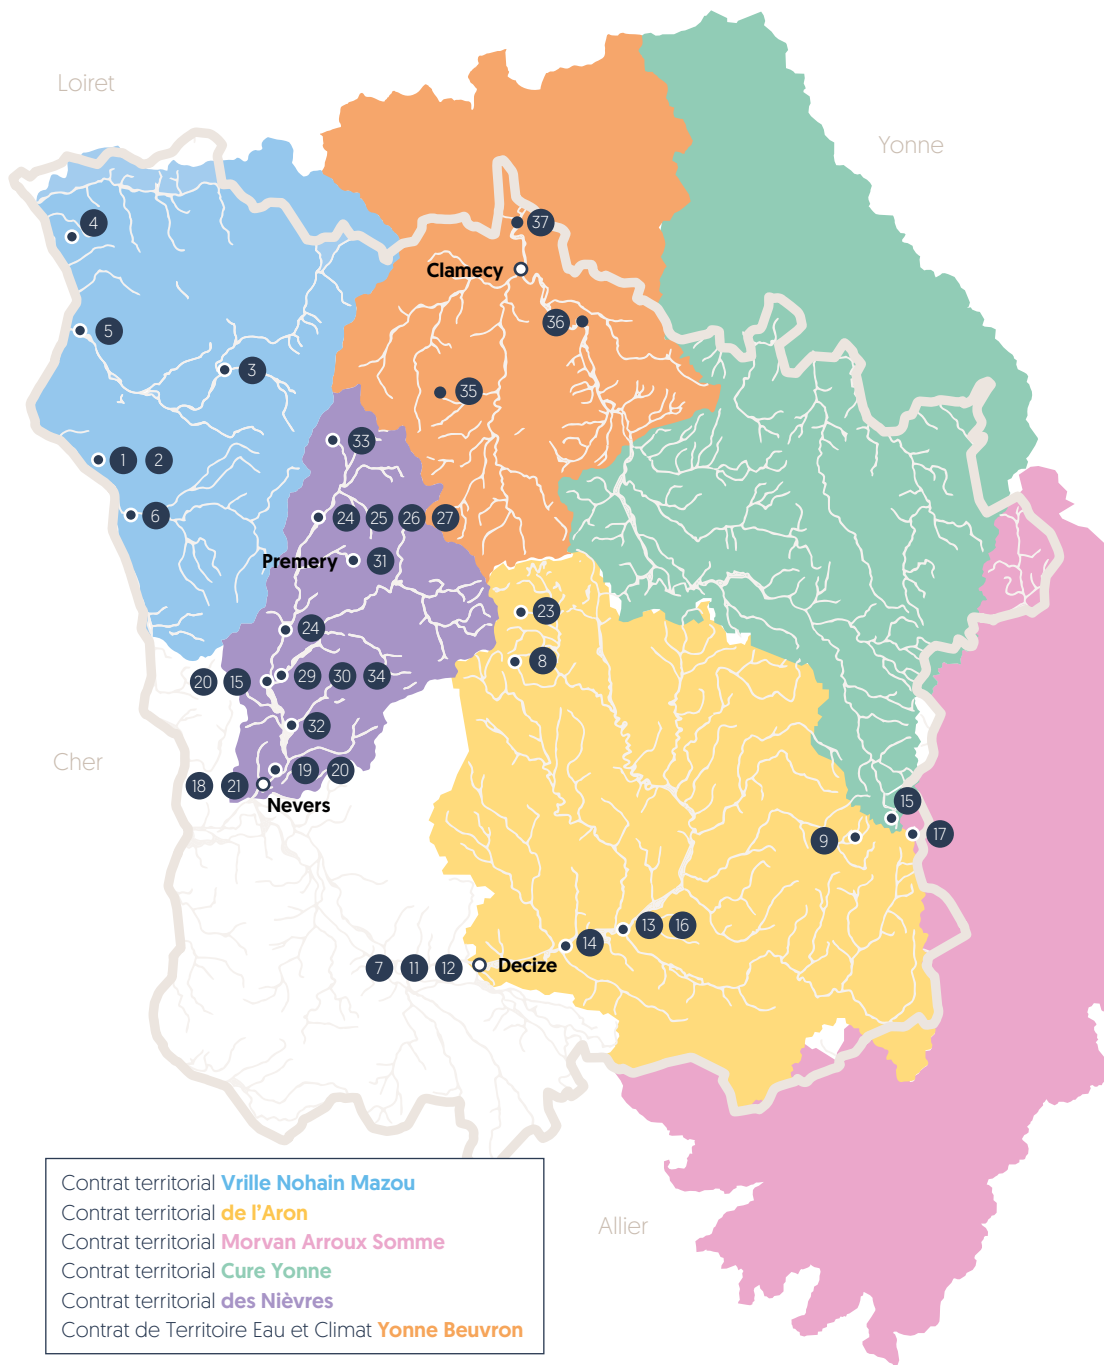 Loiret
Yonne
4
37
Clamecy
36
5
3
35
33
1 2
6
24 25 26 27
Premery 31
23
24
8
20 15 29 30 34
32
Cher
18 21 19 20
Nevers
15
9 17
13 16
14
7 11 12 Decize
Contrat territorial Vrille Nohain Mazou
Contrat territorial de l'Aron
Contrat territorial Morvan Arroux Somme
Contrat territorial Cure Yonne
Contrat territorial des Nièvres
Contrat de Territoire Eau et Climat Yonne Beuvron
Allier